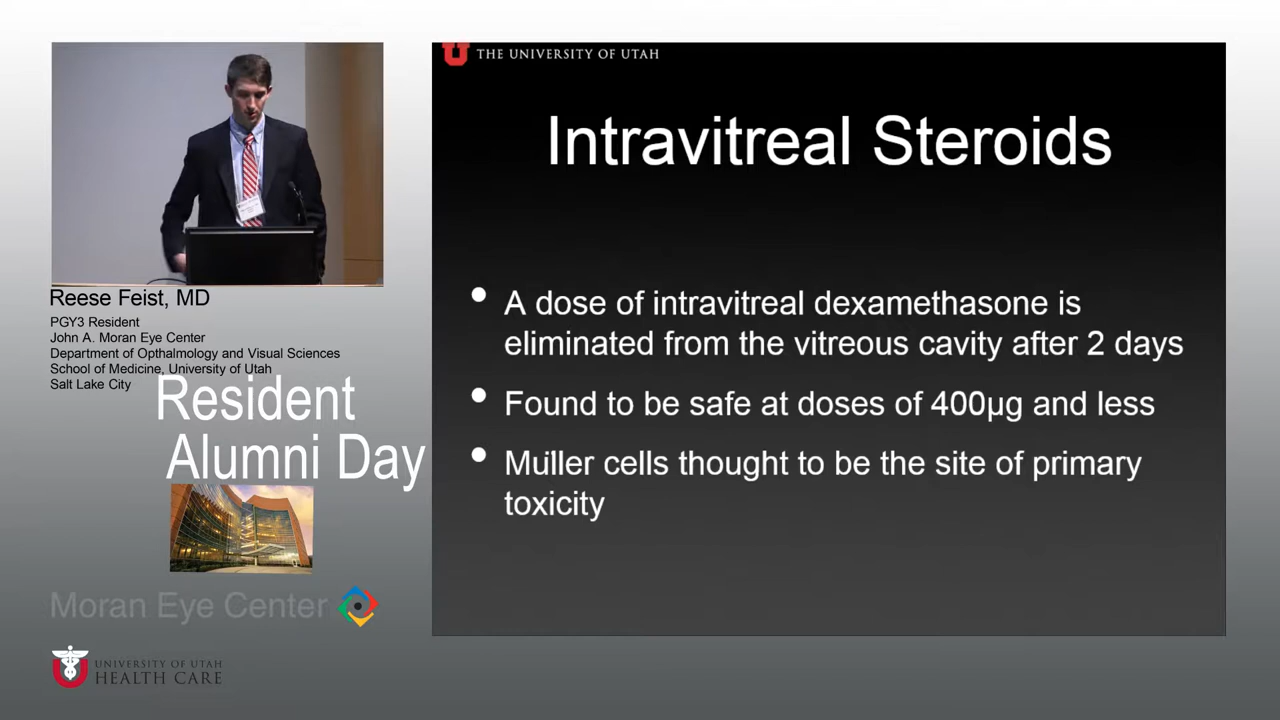 THE UNIVERSITY OF UTAH
Intravitreal Steroids
• A dose of intravitreal dexamethasone is
eliminated from the vitreous cavity after 2 days
• Found to be safe at doses of 400µg and less
• Muller cells thought to be the site of primary
toxicity
Reese Feist, MD
PGY3 Resident
John A. Moran Eye Center
Department of Opthalmology and Visual Sciences
School of Medicine, University of Utah
Salt Lake City
Resident
Alumni Day
Moran Eye Center
UNIVERSITY OF UTAH
HEALTH CARE